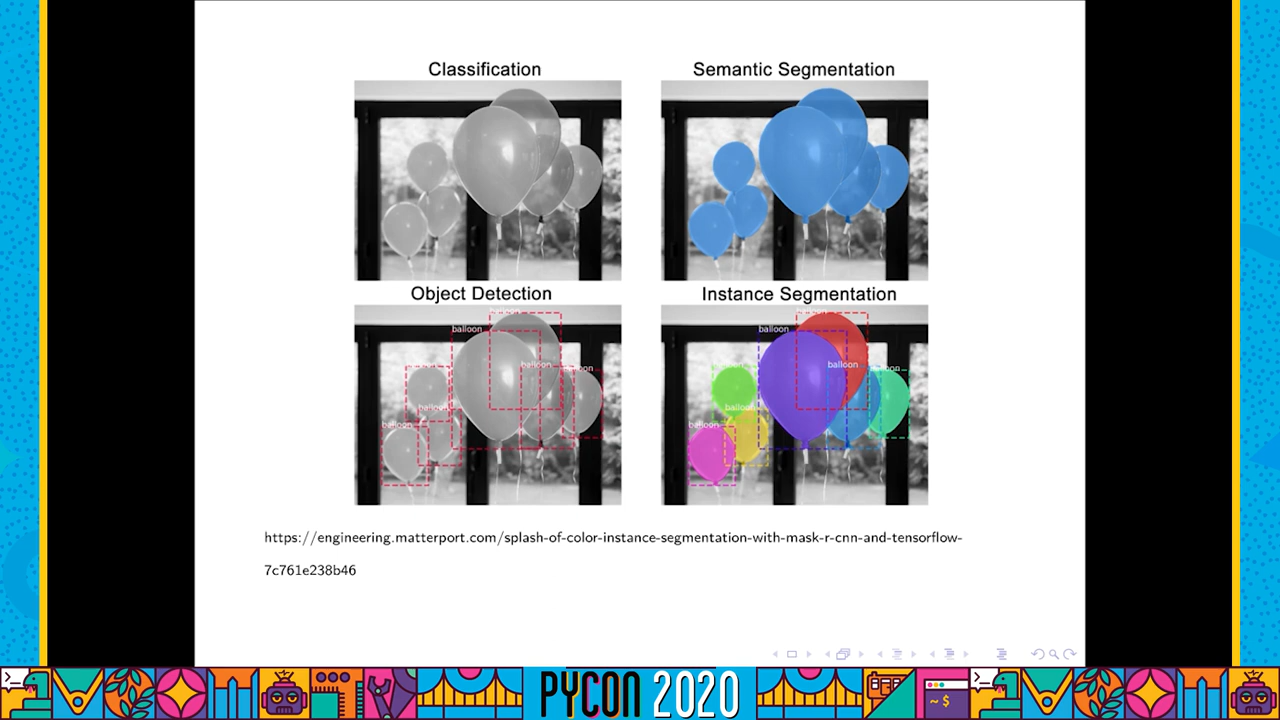 Classification
Semantic Segmentation
Object Detection
Instance Segmentation
balloon
balloon
balloon
balloon
balloon
balloon
balloon
balloon
https://engineering.matterport.com/splash-of-color-instance-segmentation-with-mask-r-cnn-and-tensorflow-
7c761e238b46
PYCON 2020
>_
$
~ $